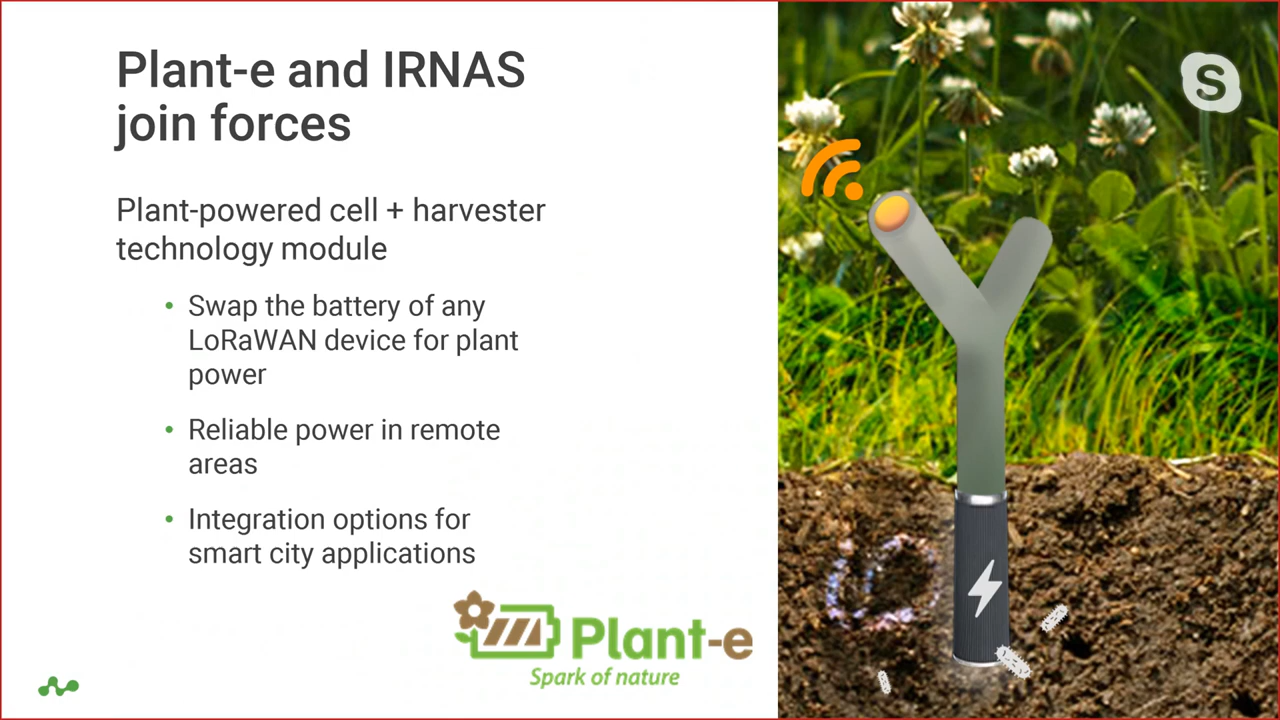 Plant-e and IRNAS
join forces
Plant-powered cell + harvester
technology module
• Swap the battery of any
LoRaWAN device for plant
power
• Reliable power in remote
areas
• Integration options for
smart city applications
Plant-e
Spark of nature
S